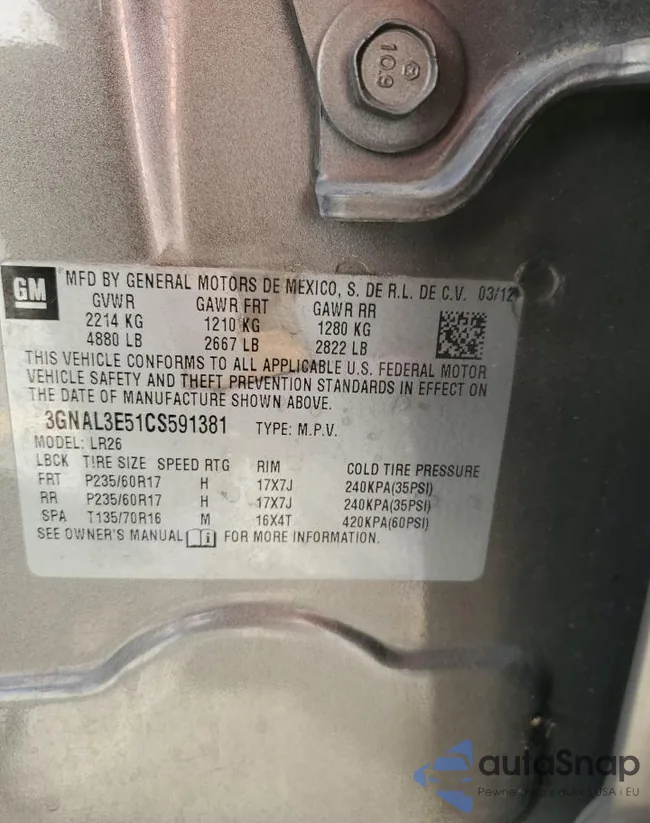 10.9
GM
MFD BY GENERAL MOTORS DE MEXICO, S. DE R.L. DE C.V. 03/12
GVWR GAWR FRT GAWR RR
2214 KG 1210 KG 1280 KG
4880 LB 2667 LB 2822 LB
THIS VEHICLE CONFORMS TO ALL APPLICABLE U.S. FEDERAL MOTOR
VEHICLE SAFETY AND THEFT PREVENTION STANDARDS IN EFFECT ON
THE DATE OF MANUFACTURE SHOWN ABOVE.
3GNAL3E51CS591381 TYPE: M.P.V.
MODEL: LR26
LBCK TIRE SIZE SPEED RTG RIM COLD TIRE PRESSURE
FRT P235/60R17 H 17X7J 240KPA(35PSI)
RR P235/60R17 H 17X7J 240KPA(35PSI)
SPA T135/70R16 M 16X4T 420KPA(60PSI)
SEE OWNER'S MANUAL i FOR MORE INFORMATION.
autoSnap
USA i EU